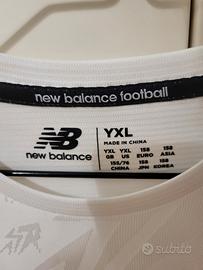 new balance football
NB
new balance
YXL
MADE IN CHINA
YXL YXL 158 158
GB US EURO ASIA
155/76 158 158
CHINA JPN KOREA
subito